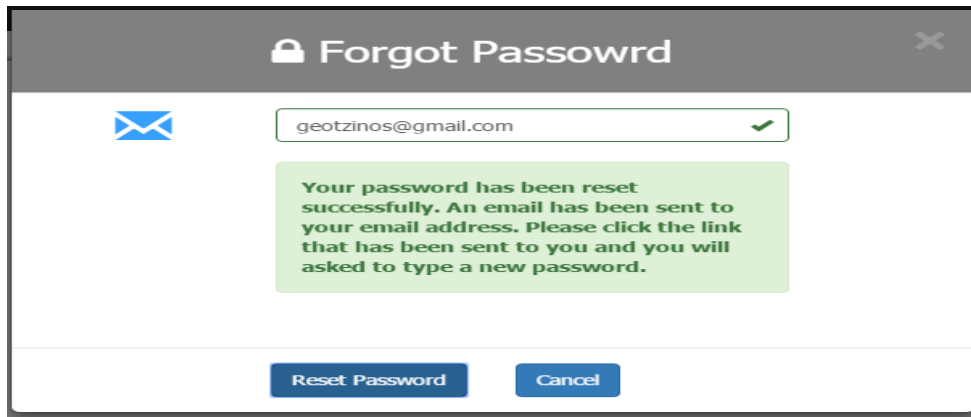 Forgot Passowrd
geotzinos@gmail.com
Your password has been reset
successfully. An email has been sent to
your email address. Please click the link
that has been sent to you and you will
asked to type a new password.
Reset Password
Cancel